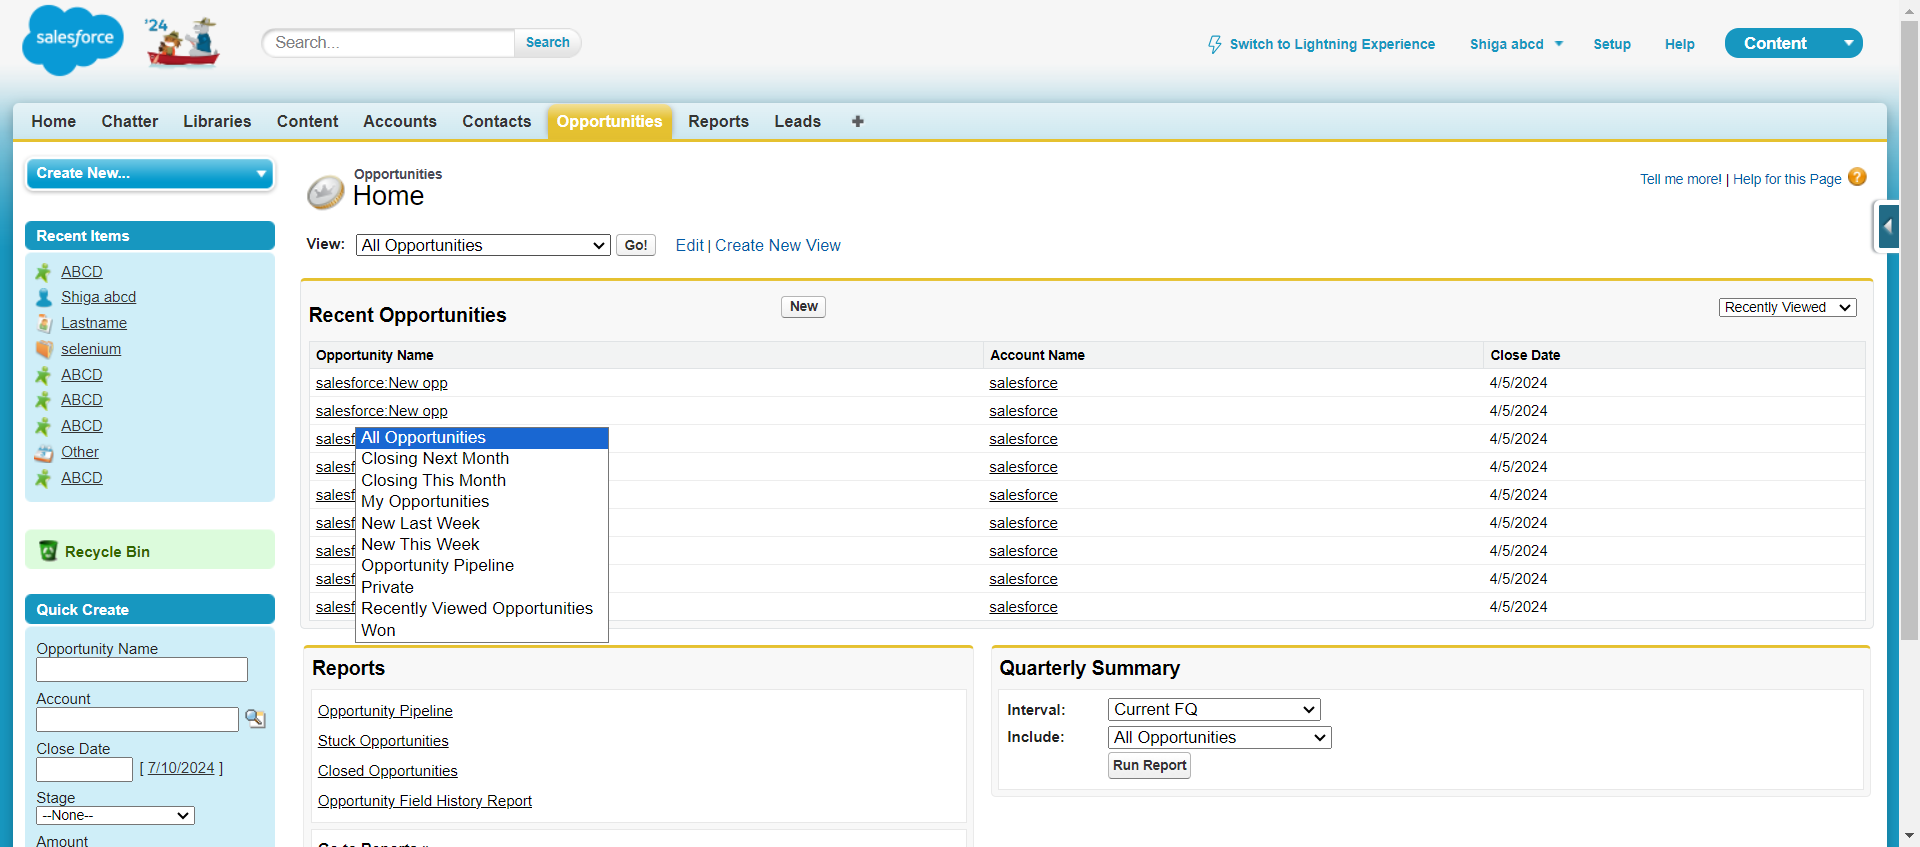 salesforce
'24
Search...
Search
Switch to Lightning Experience
Shiga abcd
Setup
Help
Content
Home
Chatter
Libraries
Content
Accounts
Contacts
Opportunities
Reports
Leads
Create New...
Recent Items
ABCD
Shiga abcd
Lastname
selenium
ABCD
ABCD
ABCD
Other
ABCD
Recycle Bin
Quick Create
Opportunity Name
Account
Close Date
[ 7/10/2024 ]
Stage
--None--
Amount
Opportunities
Home
Tell me more! | Help for this Page
View:
All Opportunities
Go!
Edit | Create New View
Recent Opportunities
New
Recently Viewed
Opportunity Name Account Name Close Date
salesforce:New opp salesforce 4/5/2024
salesforce:New opp salesforce 4/5/2024
salesf salesforce 4/5/2024
salesf salesforce 4/5/2024
salesf salesforce 4/5/2024
salesf salesforce 4/5/2024
salesf salesforce 4/5/2024
salesf salesforce 4/5/2024
salesf salesforce 4/5/2024
All Opportunities
Closing Next Month
Closing This Month
My Opportunities
New Last Week
New This Week
Opportunity Pipeline
Private
Recently Viewed Opportunities
Won
Reports
Opportunity Pipeline
Stuck Opportunities
Closed Opportunities
Opportunity Field History Report
Go to Reports »
Quarterly Summary
Interval:
Current FQ
Include:
All Opportunities
Run Report